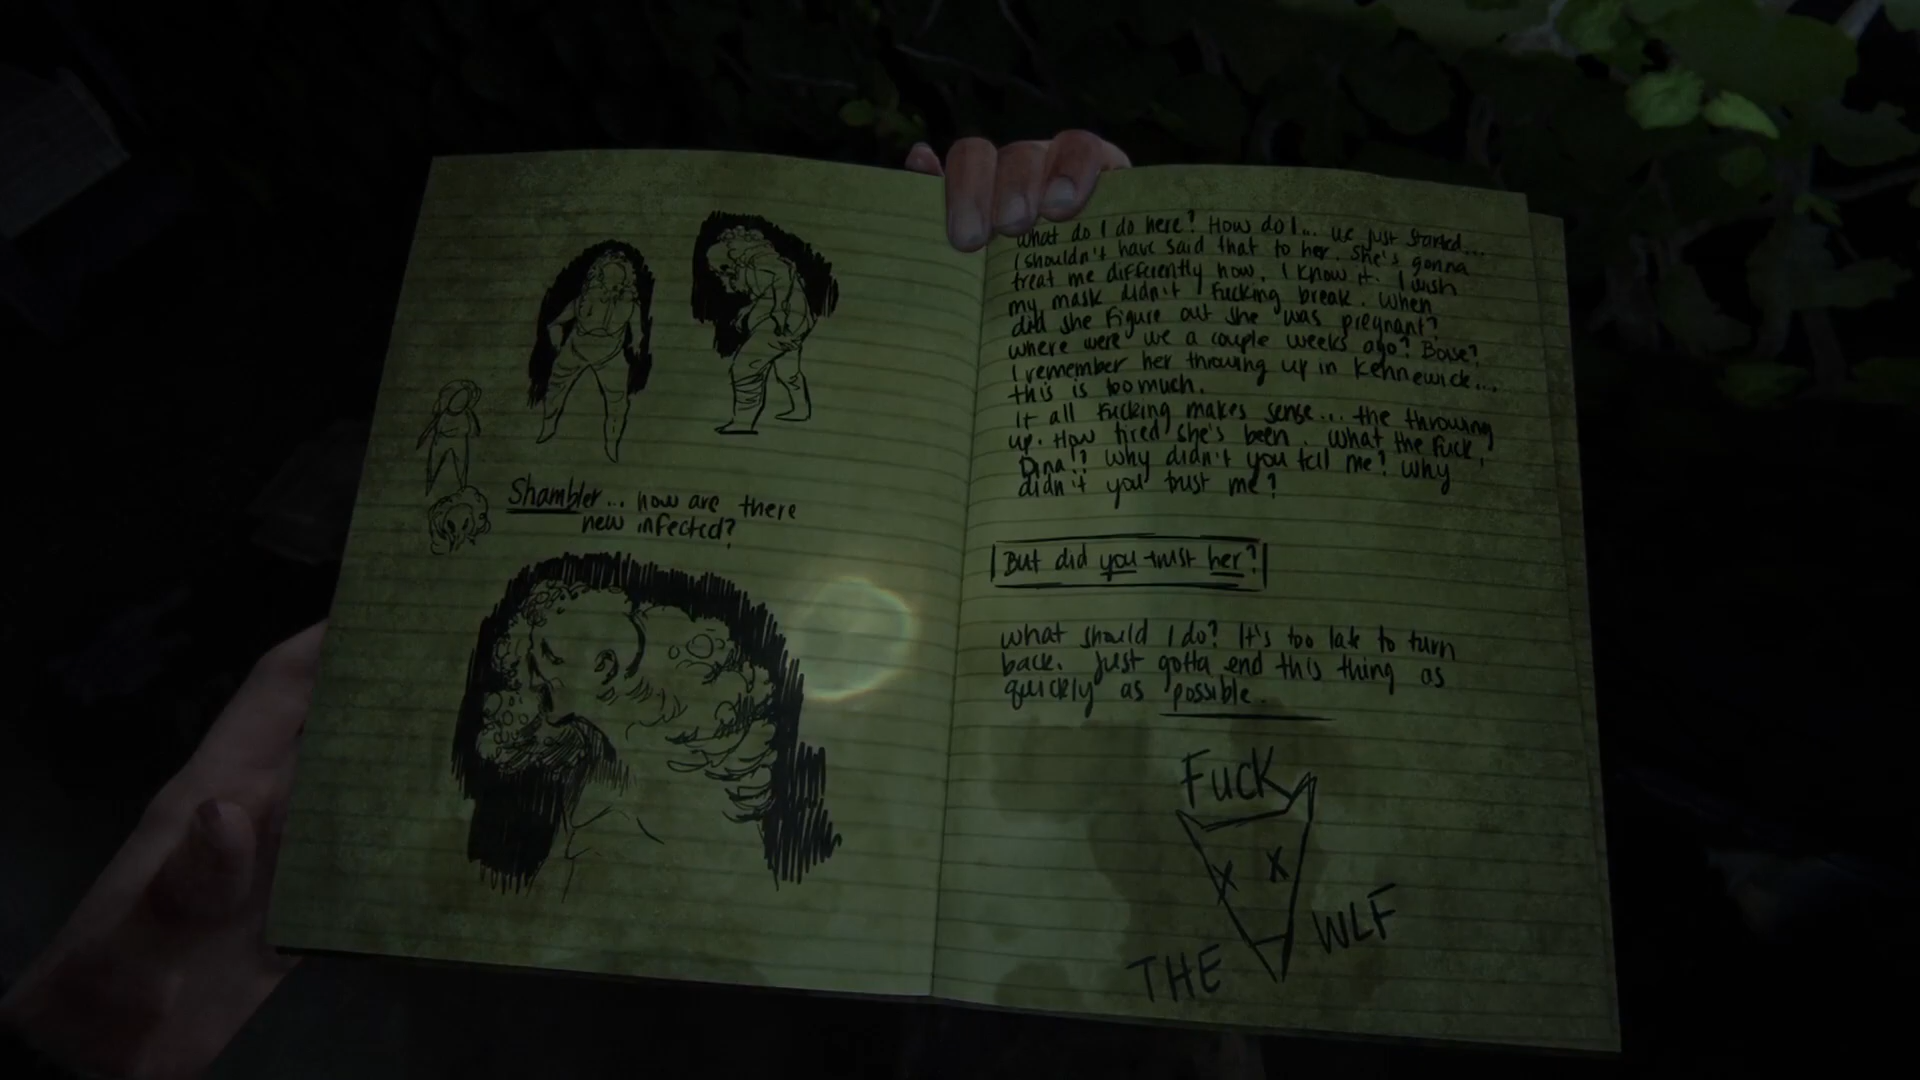 Shambler... how are there
new infected?
What do I do here? How do I... we just started...
I shouldn't have said that to her. She's gonna
treat me differently now. I know it. I wish
my mask didn't fucking break. When
did she figure out she was pregnant?
where were we a couple weeks ago? Boise?
I remember her throwing up in Kennewick...
this is too much.
It all fucking makes sense... the throwing
up. How tired she's been. What the fuck,
Dina!? Why didn't you tell me? Why
didn't you trust me?
But did you trust her?
What should I do? It's too late to turn
back. Just gotta end this thing as
quickly as possible.
Fuck
THE WLF